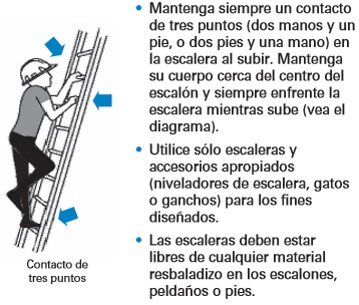 • Mantenga siempre un contacto
de tres puntos (dos manos y un
pie, o dos pies y una mano) en
la escalera al subir. Mantenga
su cuerpo cerca del centro del
escalón y siempre enfrente la
escalera mientras sube (vea el
diagrama).
• Utilice sólo escaleras y
accesorios apropiados
(niveladores de escalera, gatos
o ganchos) para los fines
diseñados.
• Las escaleras deben estar
libres de cualquier material
resbaladizo en los escalones,
peldaños o pies.
Contacto de
tres puntos